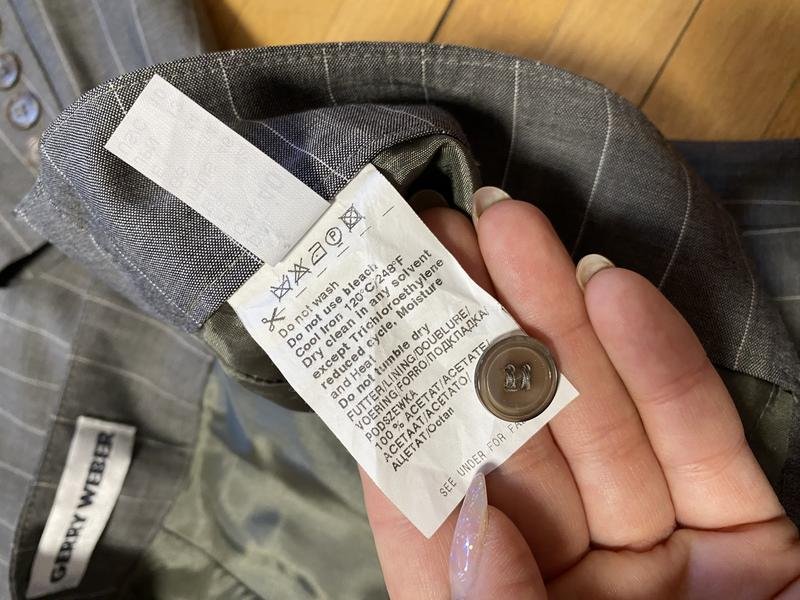 Do not wash
Do not use bleach
Cool Iron 120°C/248°F
Dry clean in any solvent
except Trichloroethylene
reduced cycle, Moisture
and Heat
Do not tumble dry
FUTTER/LINING/DOUBLURE/
VOERING/FORRO/ПОДКЛАДКА/
PODSZEWKA
100 % ACETAT/ACETATE/
ACETAAT/ACETATO/
ALIETAT/Octan
SEE UNDER FOR
GERRY WEBER